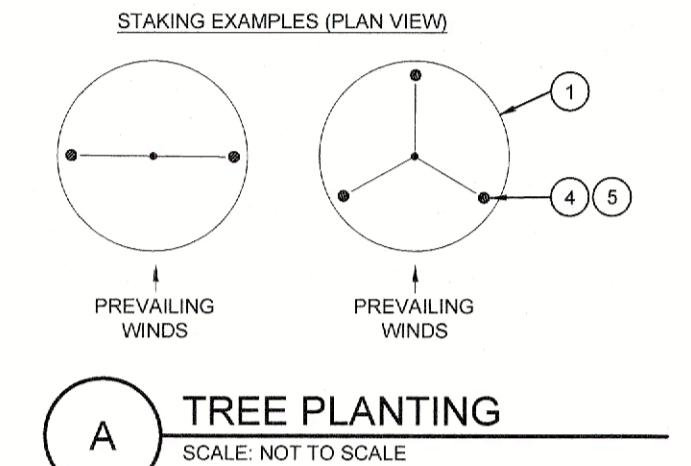 STAKING EXAMPLES (PLAN VIEW)
1
4 5
PREVAILING
WINDS
PREVAILING
WINDS
A
TREE PLANTING
SCALE: NOT TO SCALE